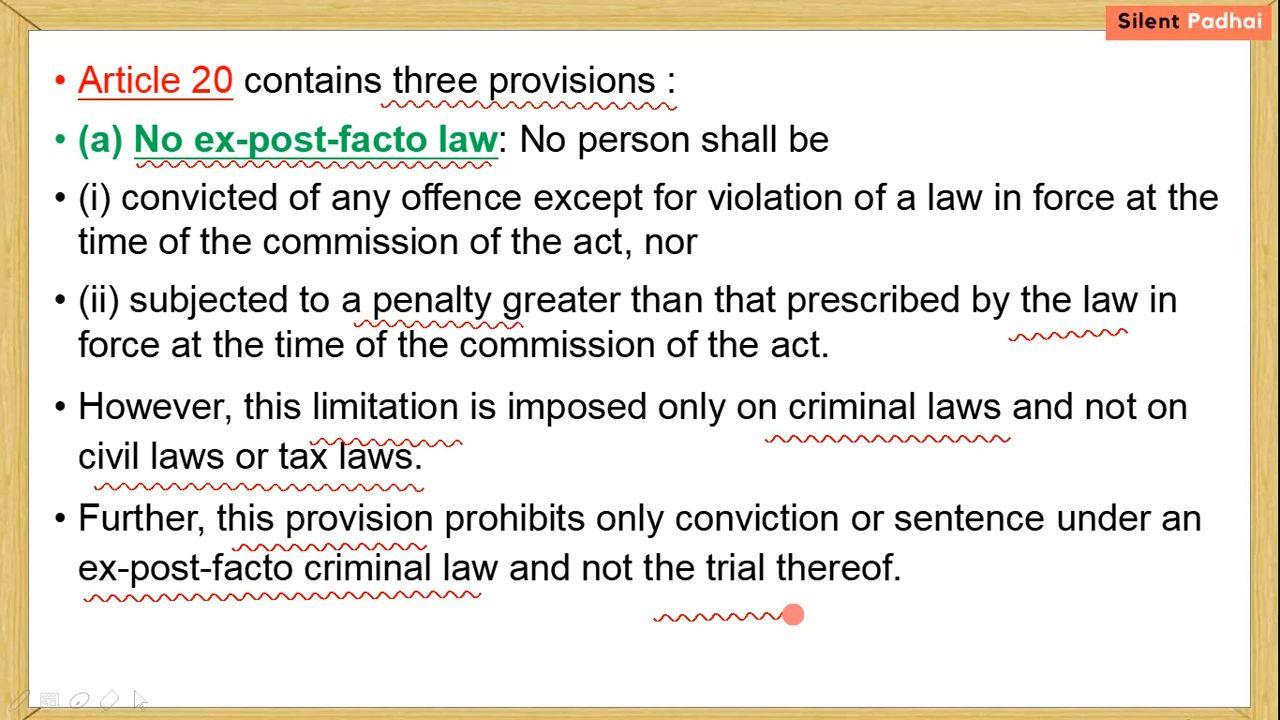 Silent Padhai
• Article 20 contains three provisions :
• (a) No ex-post-facto law: No person shall be
• (i) convicted of any offence except for violation of a law in force at the
time of the commission of the act, nor
• (ii) subjected to a penalty greater than that prescribed by the law in
force at the time of the commission of the act.
• However, this limitation is imposed only on criminal laws and not on
civil laws or tax laws.
• Further, this provision prohibits only conviction or sentence under an
ex-post-facto criminal law and not the trial thereof.